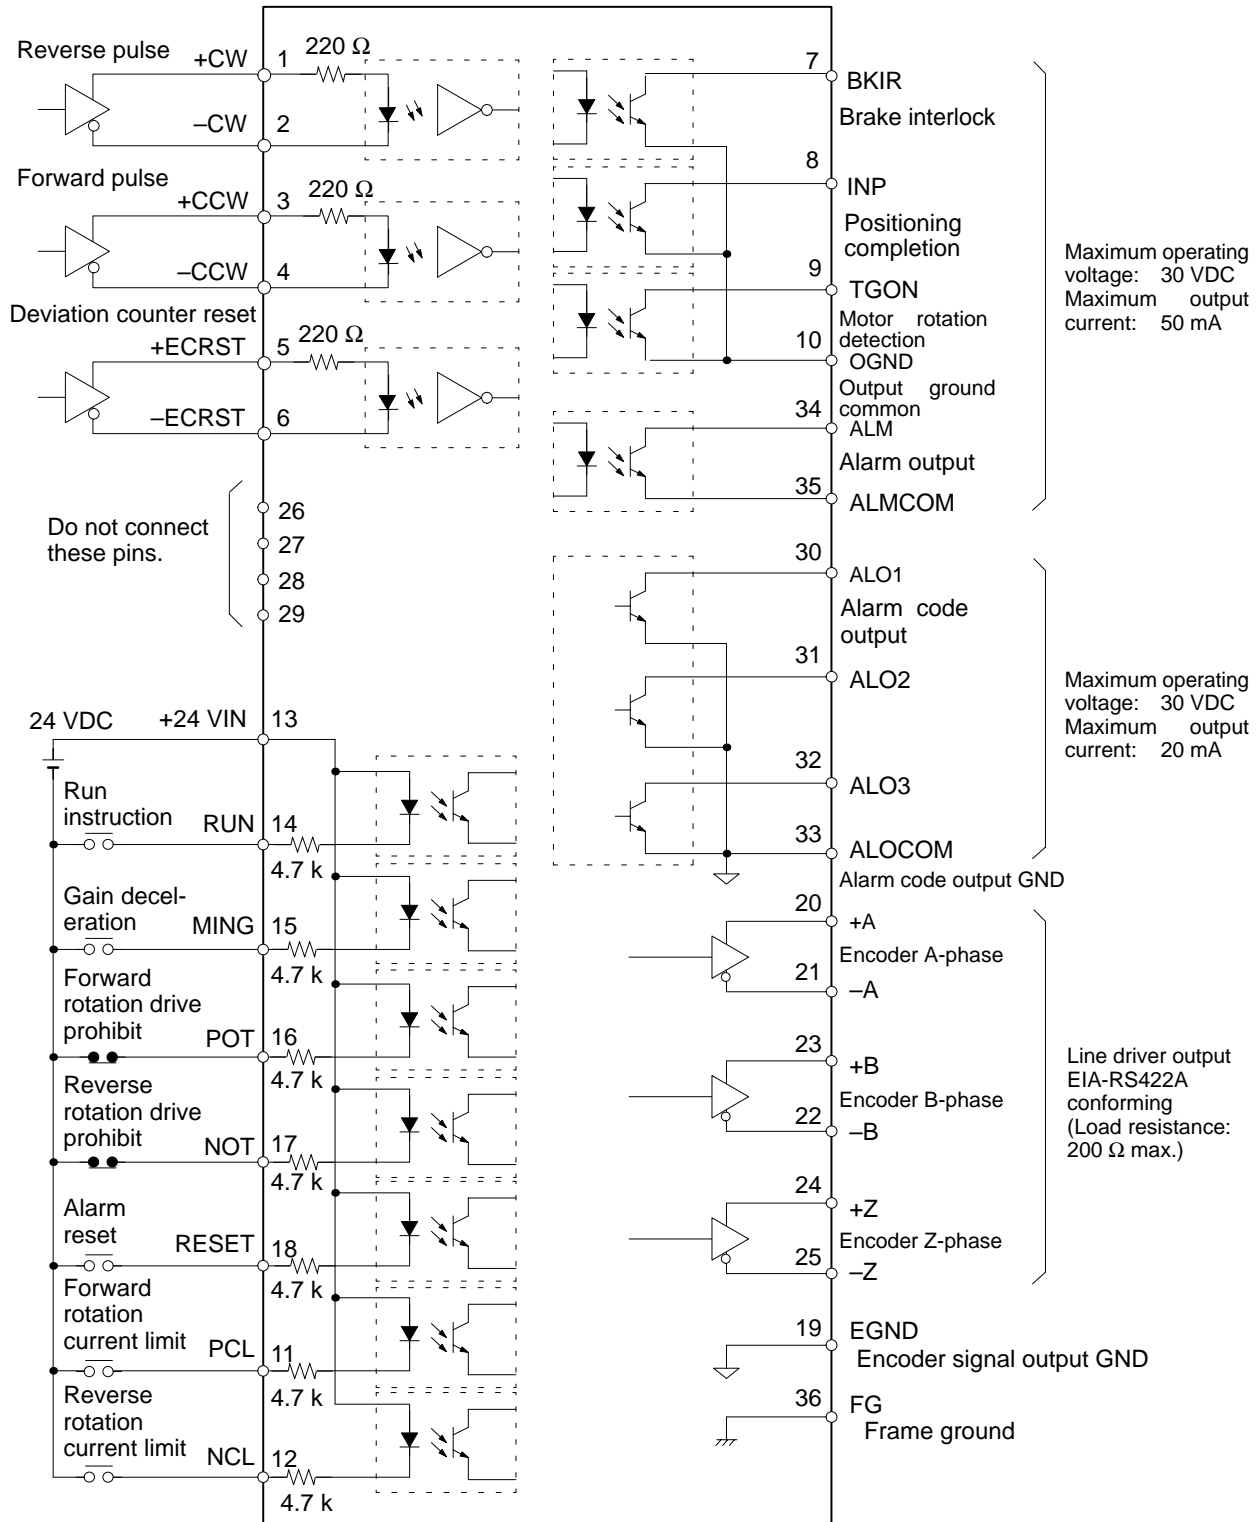 Reverse pulse
+CW 1 220 Ω
–CW 2
Forward pulse
+CCW 3 220 Ω
–CCW 4
Deviation counter reset
+ECRST 5 220 Ω
–ECRST 6
Do not connect
these pins.
26
27
28
29
24 VDC +24 VIN 13
Run
instruction
RUN 14
4.7 k
Gain decel-
eration
MING 15
4.7 k
Forward
rotation drive
prohibit
POT 16
4.7 k
Reverse
rotation drive
prohibit
NOT 17
4.7 k
Alarm
reset
RESET 18
4.7 k
Forward
rotation
current limit
PCL 11
4.7 k
Reverse
rotation
current limit
NCL 12
4.7 k
7
BKIR
Brake interlock
8
INP
Positioning
completion
9
TGON
Motor rotation
detection
10
OGND
Output ground
common
34
ALM
Alarm output
35
ALMCOM
Maximum operating
voltage: 30 VDC
Maximum output
current: 50 mA
30
ALO1
Alarm code
output
31
ALO2
32
ALO3
33
ALOCOM
Alarm code output GND
Maximum operating
voltage: 30 VDC
Maximum output
current: 20 mA
20
+A
Encoder A-phase
21
–A
23
+B
Encoder B-phase
22
–B
24
+Z
Encoder Z-phase
25
–Z
Line driver output
EIA-RS422A
conforming
(Load resistance:
200 Ω max.)
19
EGND
Encoder signal output GND
36
FG
Frame ground